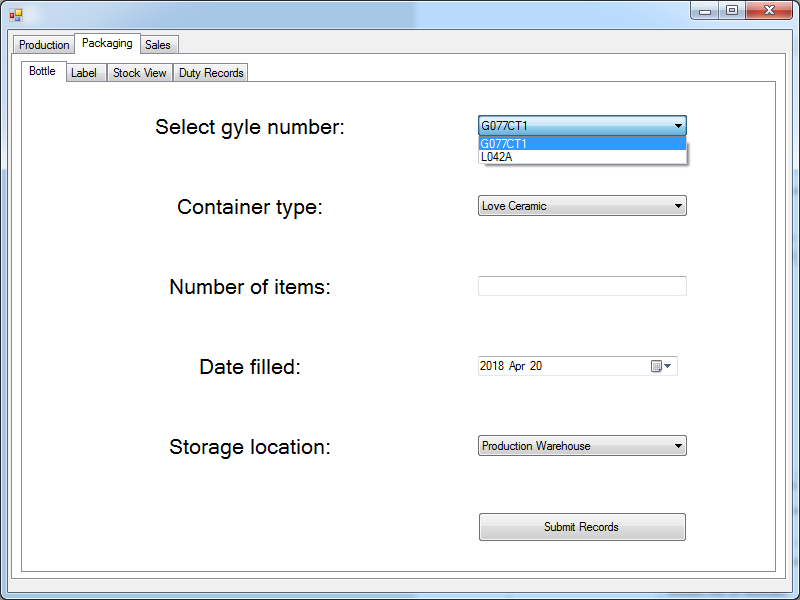 Production Packaging Sales
Bottle Label Stock View Duty Records
Select gyle number: G077CT1
G077CT1
L042A
Container type: Love Ceramic
Number of items:
Date filled: 2018 Apr 20
Storage location: Production Warehouse
Submit Records